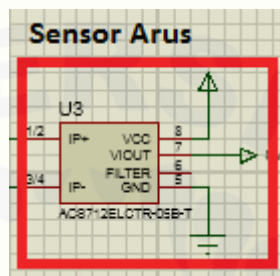 Sensor Arus
U3
1/2 IP+ VCC 8
VIOUT 7
FILTER 6
3/4 IP- GND 5
ACS712ELCTR-05B-T